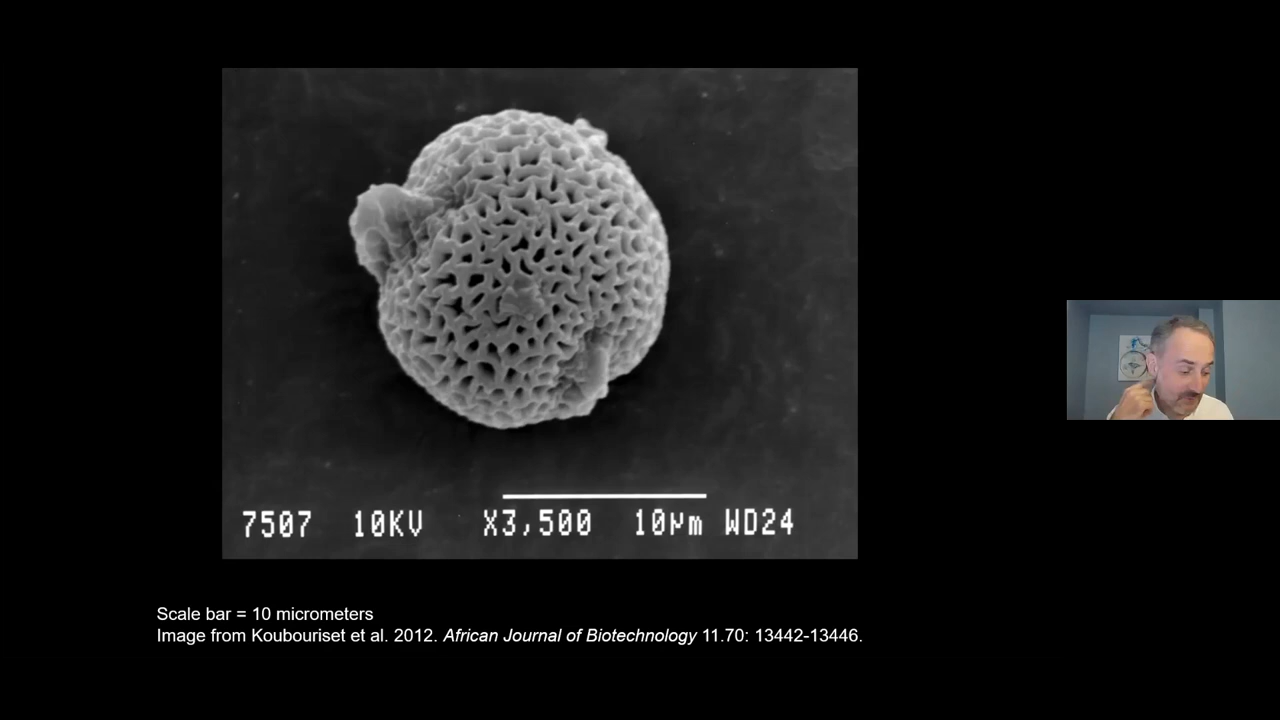 7507 10KV X3,500 10µm WD24
Scale bar = 10 micrometers
Image from Koubouriset et al. 2012. African Journal of Biotechnology 11.70: 13442-13446.